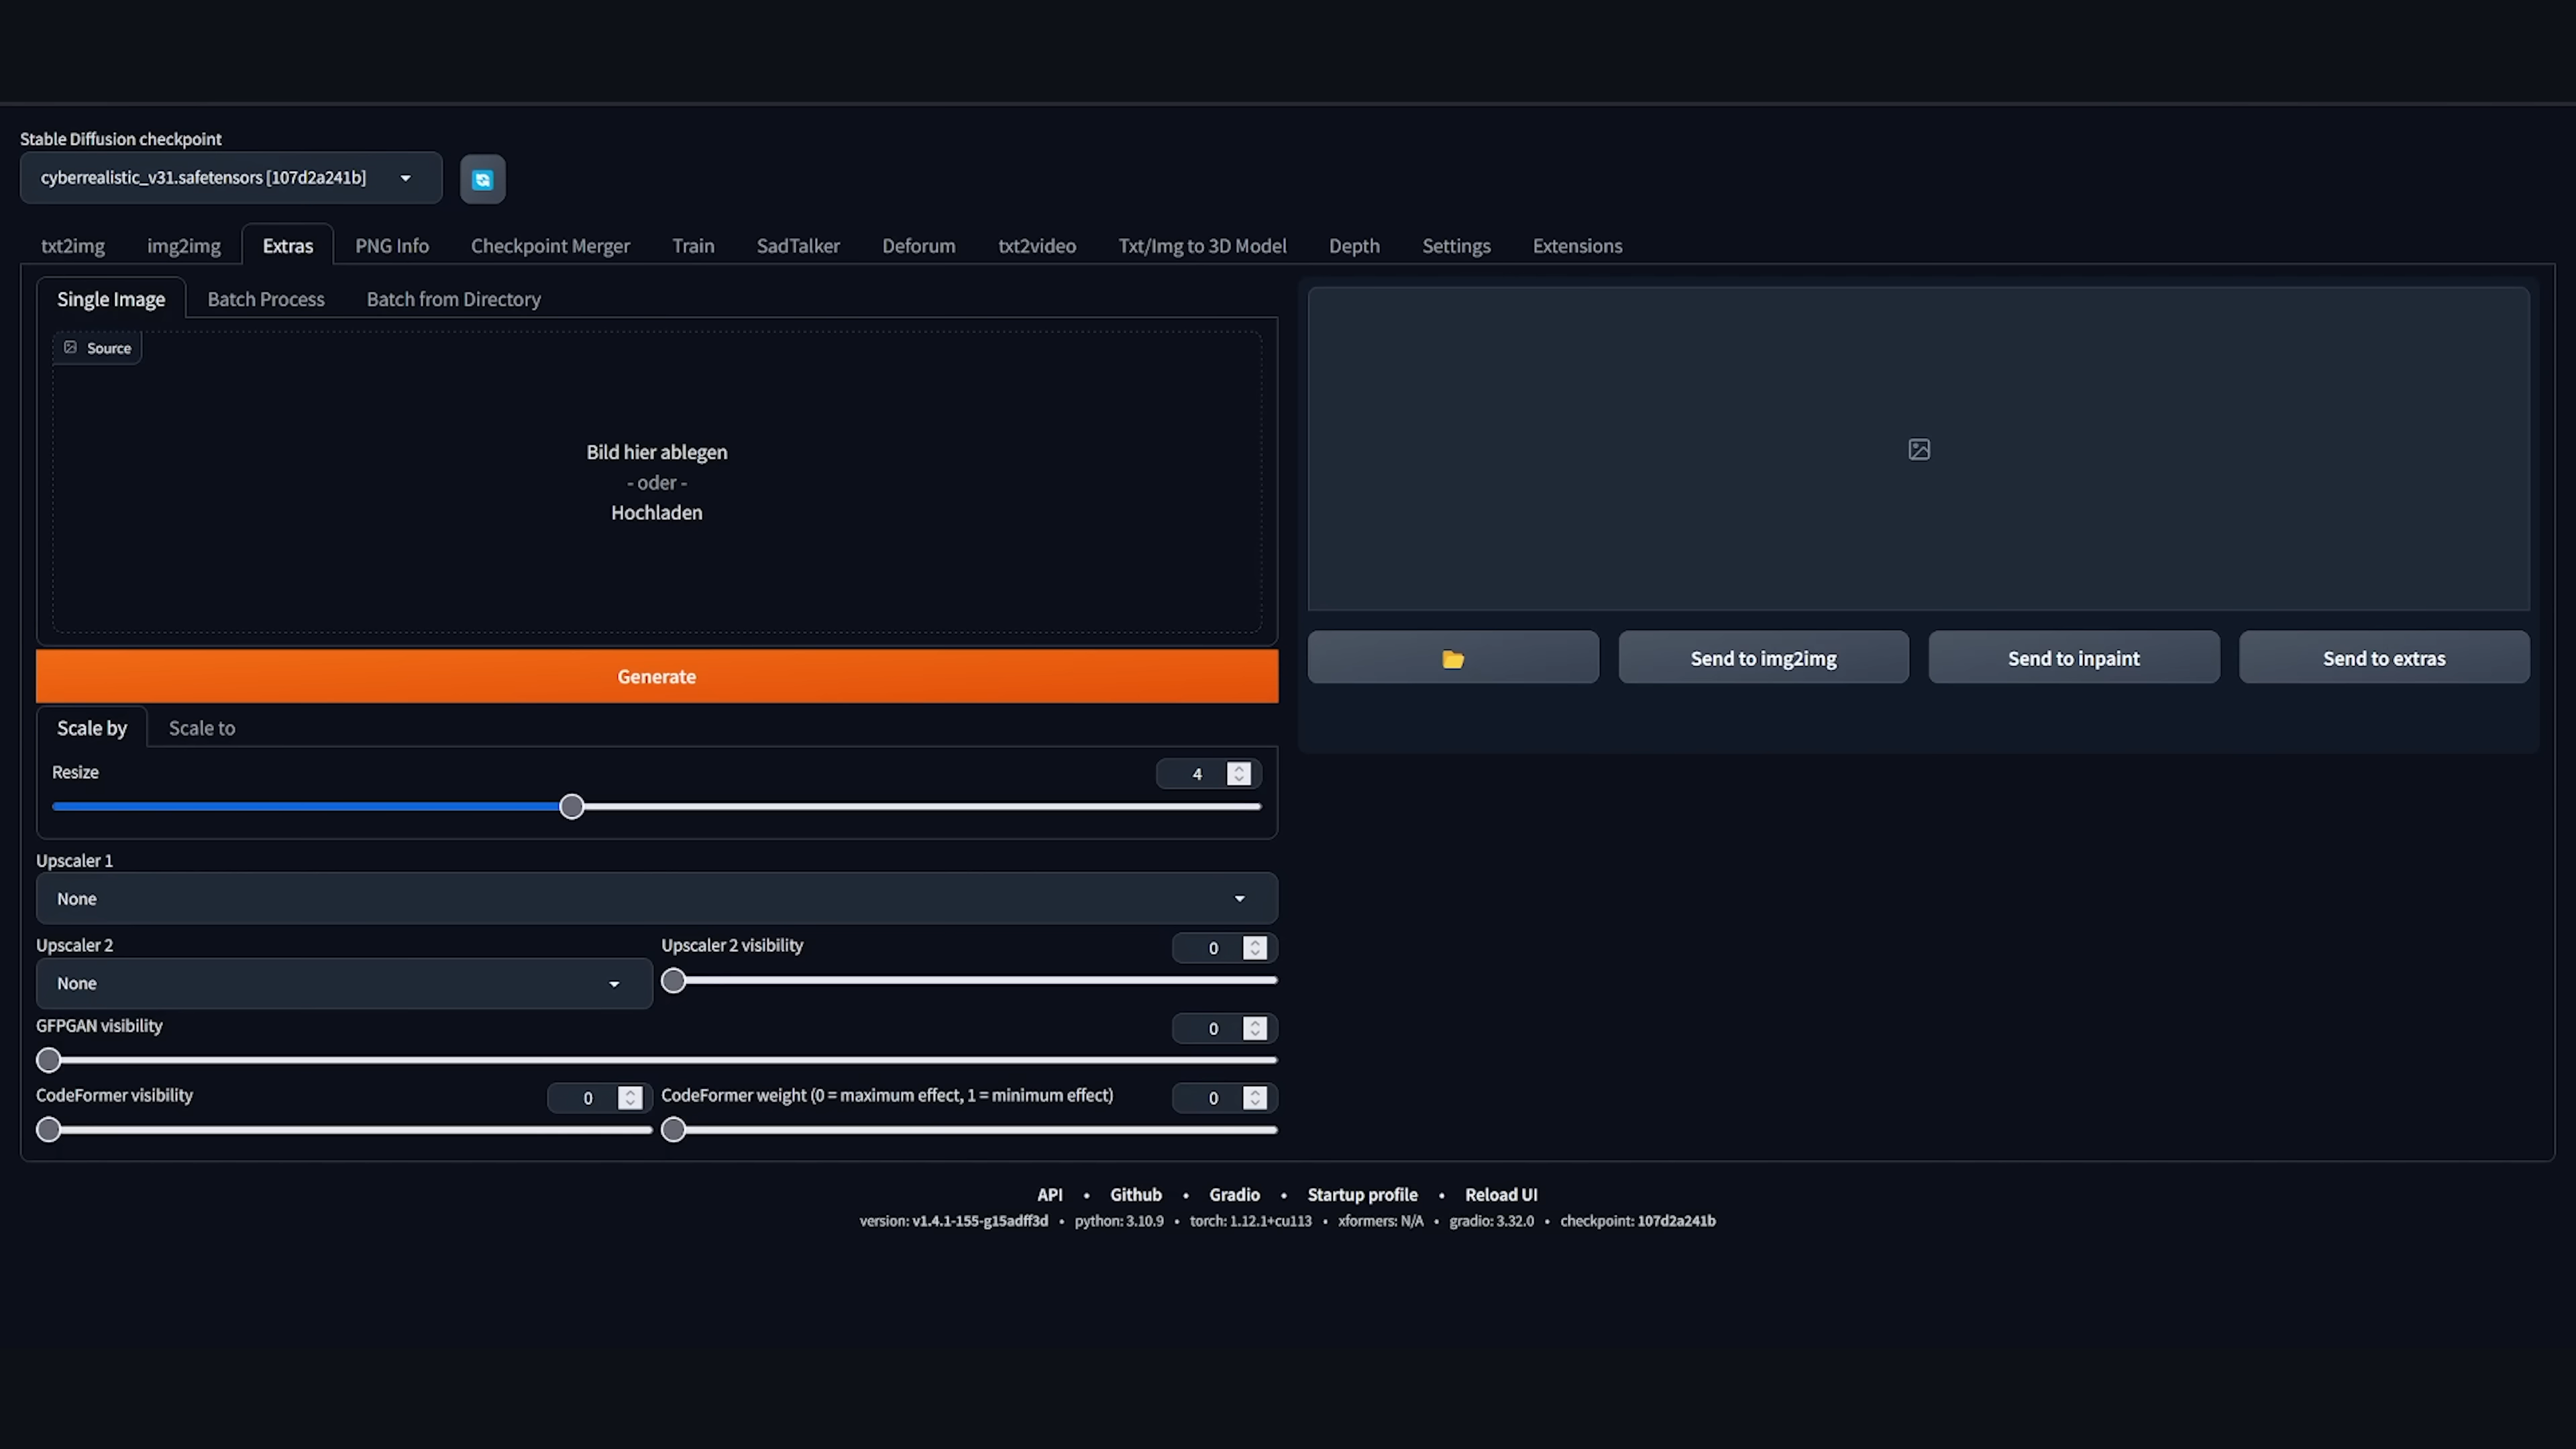 Stable Diffusion checkpoint
cyberrealistic_v31.safetensors [107d2a241b]
txt2img img2img Extras PNG Info Checkpoint Merger Train SadTalker Deforum txt2video Txt/Img to 3D Model Depth Settings Extensions
Single Image Batch Process Batch from Directory
Source
Bild hier ablegen
- oder -
Hochladen
Generate
Send to img2img Send to inpaint Send to extras
Scale by Scale to
Resize 4
Upscaler 1
None
Upscaler 2 Upscaler 2 visibility 0
None
GFPGAN visibility 0
CodeFormer visibility 0 CodeFormer weight (0 = maximum effect, 1 = minimum effect) 0
API • Github • Gradio • Startup profile • Reload UI
version: v1.4.1-155-g15adff3d • python: 3.10.9 • torch: 1.12.1+cu113 • xformers: N/A • gradio: 3.32.0 • checkpoint: 107d2a241b